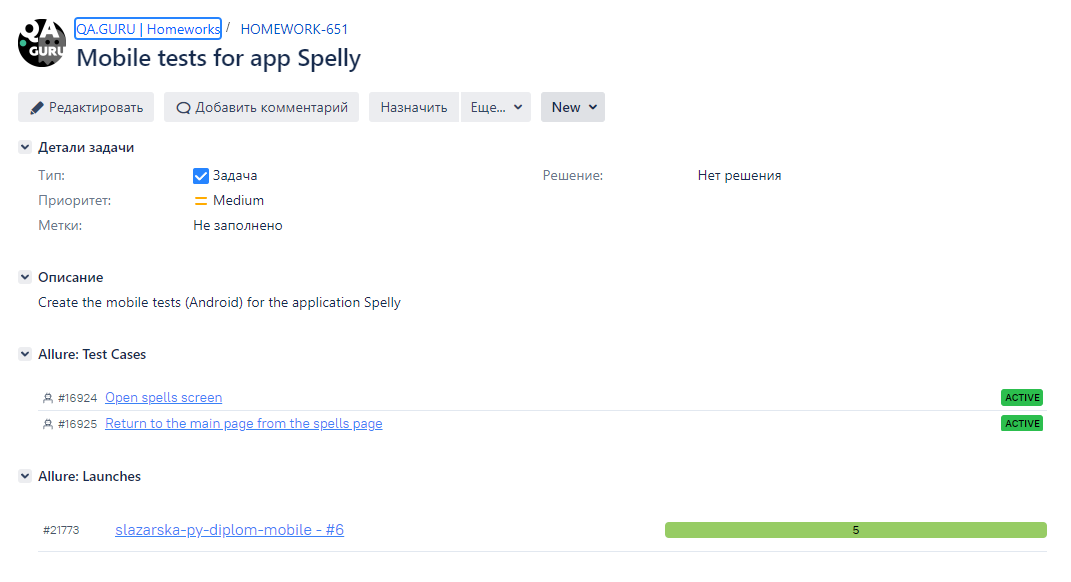 QA
GURU
QA.GURU | Homeworks / HOMEWORK-651
Mobile tests for app Spelly
Редактировать Добавить комментарий Назначить Еще... New
Детали задачи
Тип: Задача Решение: Нет решения
Приоритет: Medium
Метки: Не заполнено
Описание
Create the mobile tests (Android) for the application Spelly
Allure: Test Cases
#16924 Open spells screen ACTIVE
#16925 Return to the main page from the spells page ACTIVE
Allure: Launches
#21773 slazarska-py-diplom-mobile - #6 5